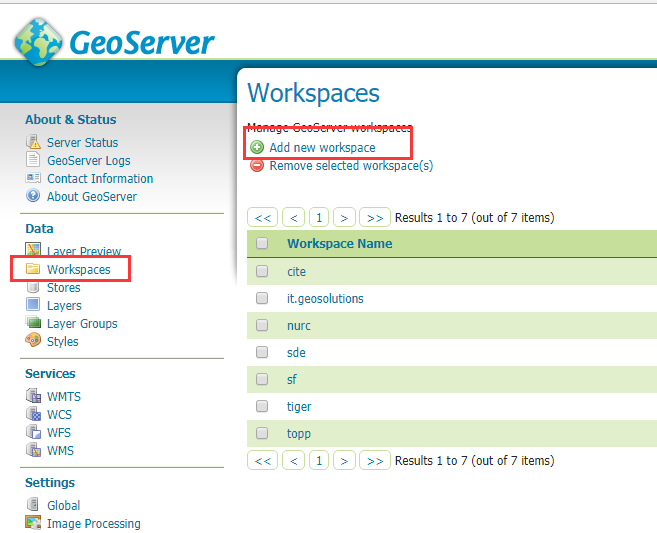 GeoServer
About & Status
Server Status
GeoServer Logs
Contact Information
About GeoServer
Data
Layer Preview
Workspaces
Stores
Layers
Layer Groups
Styles
Services
WMTS
WCS
WFS
WMS
Settings
Global
Image Processing
Workspaces
Manage GeoServer workspaces
Add new workspace
Remove selected workspace(s)
<< < 1 > >> Results 1 to 7 (out of 7 items)
Workspace Name
cite
it.geosolutions
nurc
sde
sf
tiger
topp
<< < 1 > >> Results 1 to 7 (out of 7 items)